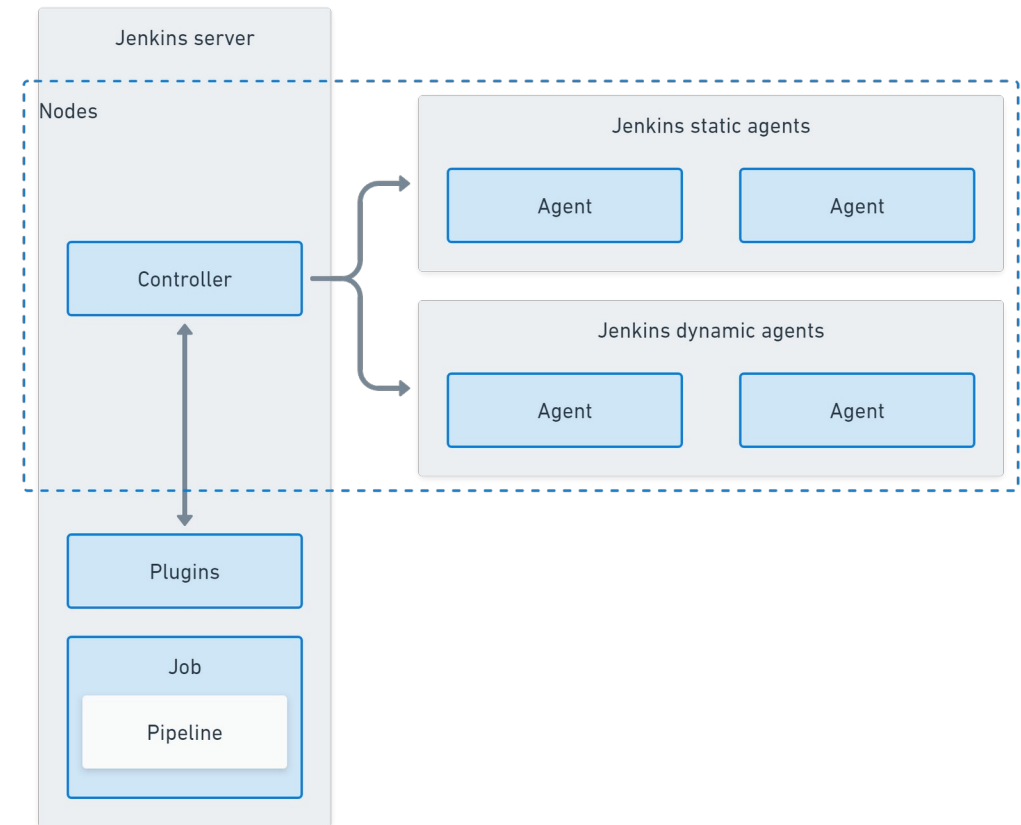 Jenkins server
Nodes
Jenkins static agents
Agent
Agent
Controller
Jenkins dynamic agents
Agent
Agent
Plugins
Job
Pipeline